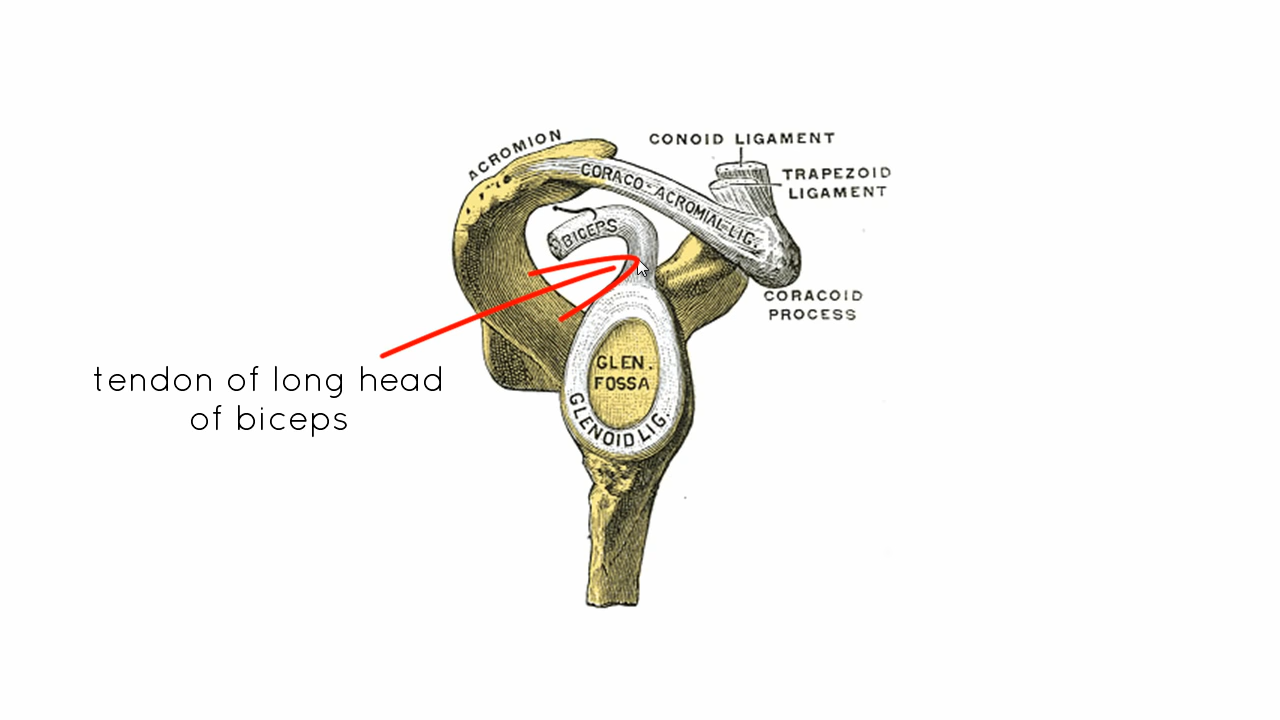 ACROMION
CONOID LIGAMENT
CORACO-ACROMIAL-LIG.
TRAPEZOID
LIGAMENT
BICEPS
CORACOID
PROCESS
GLEN.
FOSSA
GLENOID LIG.
tendon of long head
of biceps